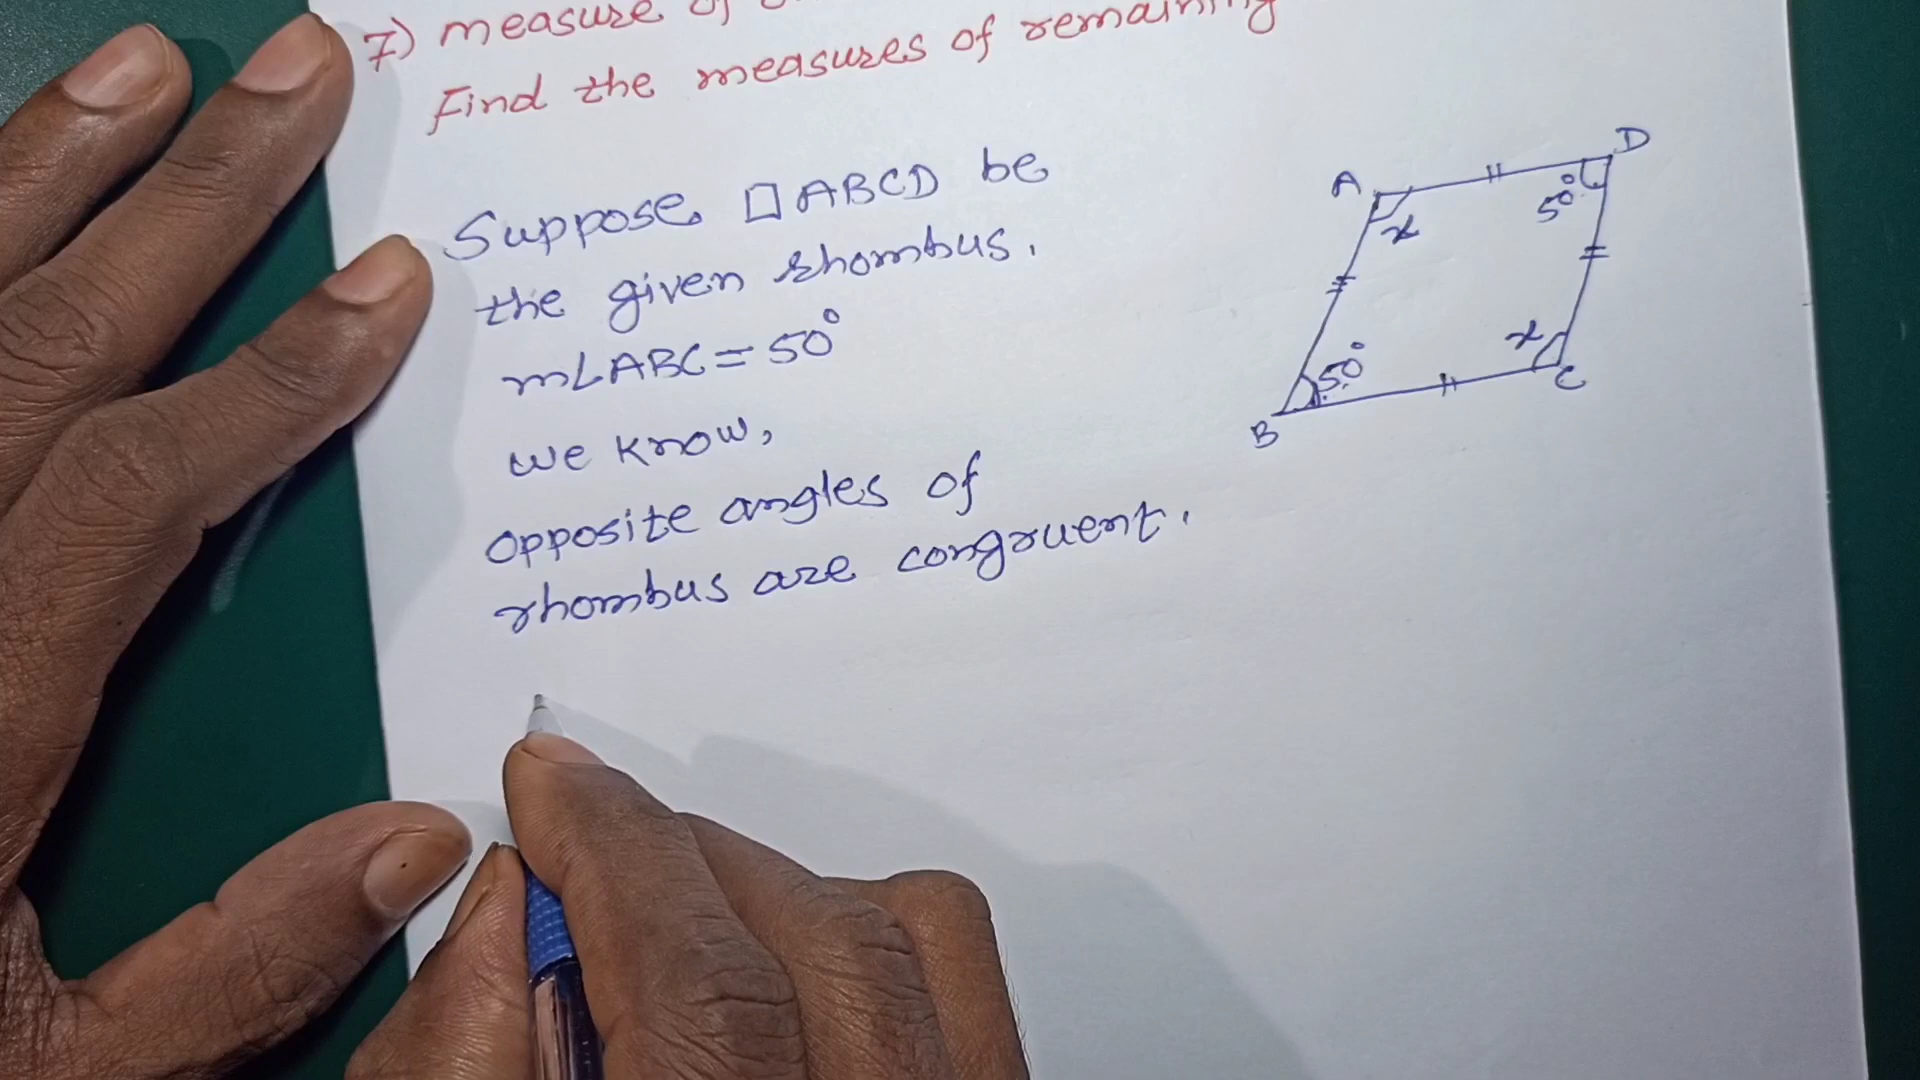 7) measure of
Find the measures of remaining
Suppose □ABCD be
the given rhombus.
m∠ABC = 50°
we know,
opposite angles of
rhombus are congruent.
A
D
x
50°
x
50°
C
B